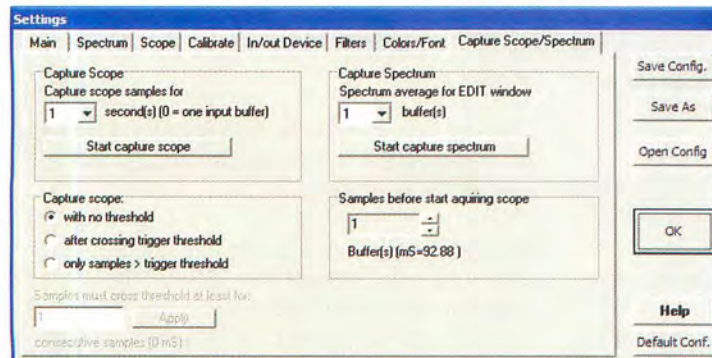 Settings
Main Spectrum Scope Calibrate In/out Device Filters Colors/Font Capture Scope/Spectrum
Capture Scope
Capture scope samples for
1 second(s) (0 = one input buffer)
Start capture scope
Capture Spectrum
Spectrum average for EDIT window
1 buffer(s)
Start capture spectrum
Capture scope:
with no threshold
after crossing trigger threshold
only samples > trigger threshold
Samples before start aquiring scope
1
Buffer(s) (mS=92.88 )
Samples must cross threshold at least for:
1 Apply
consecutive samples (0 mS)
Save Config.
Save As
Open Config
OK
Help
Default Conf.